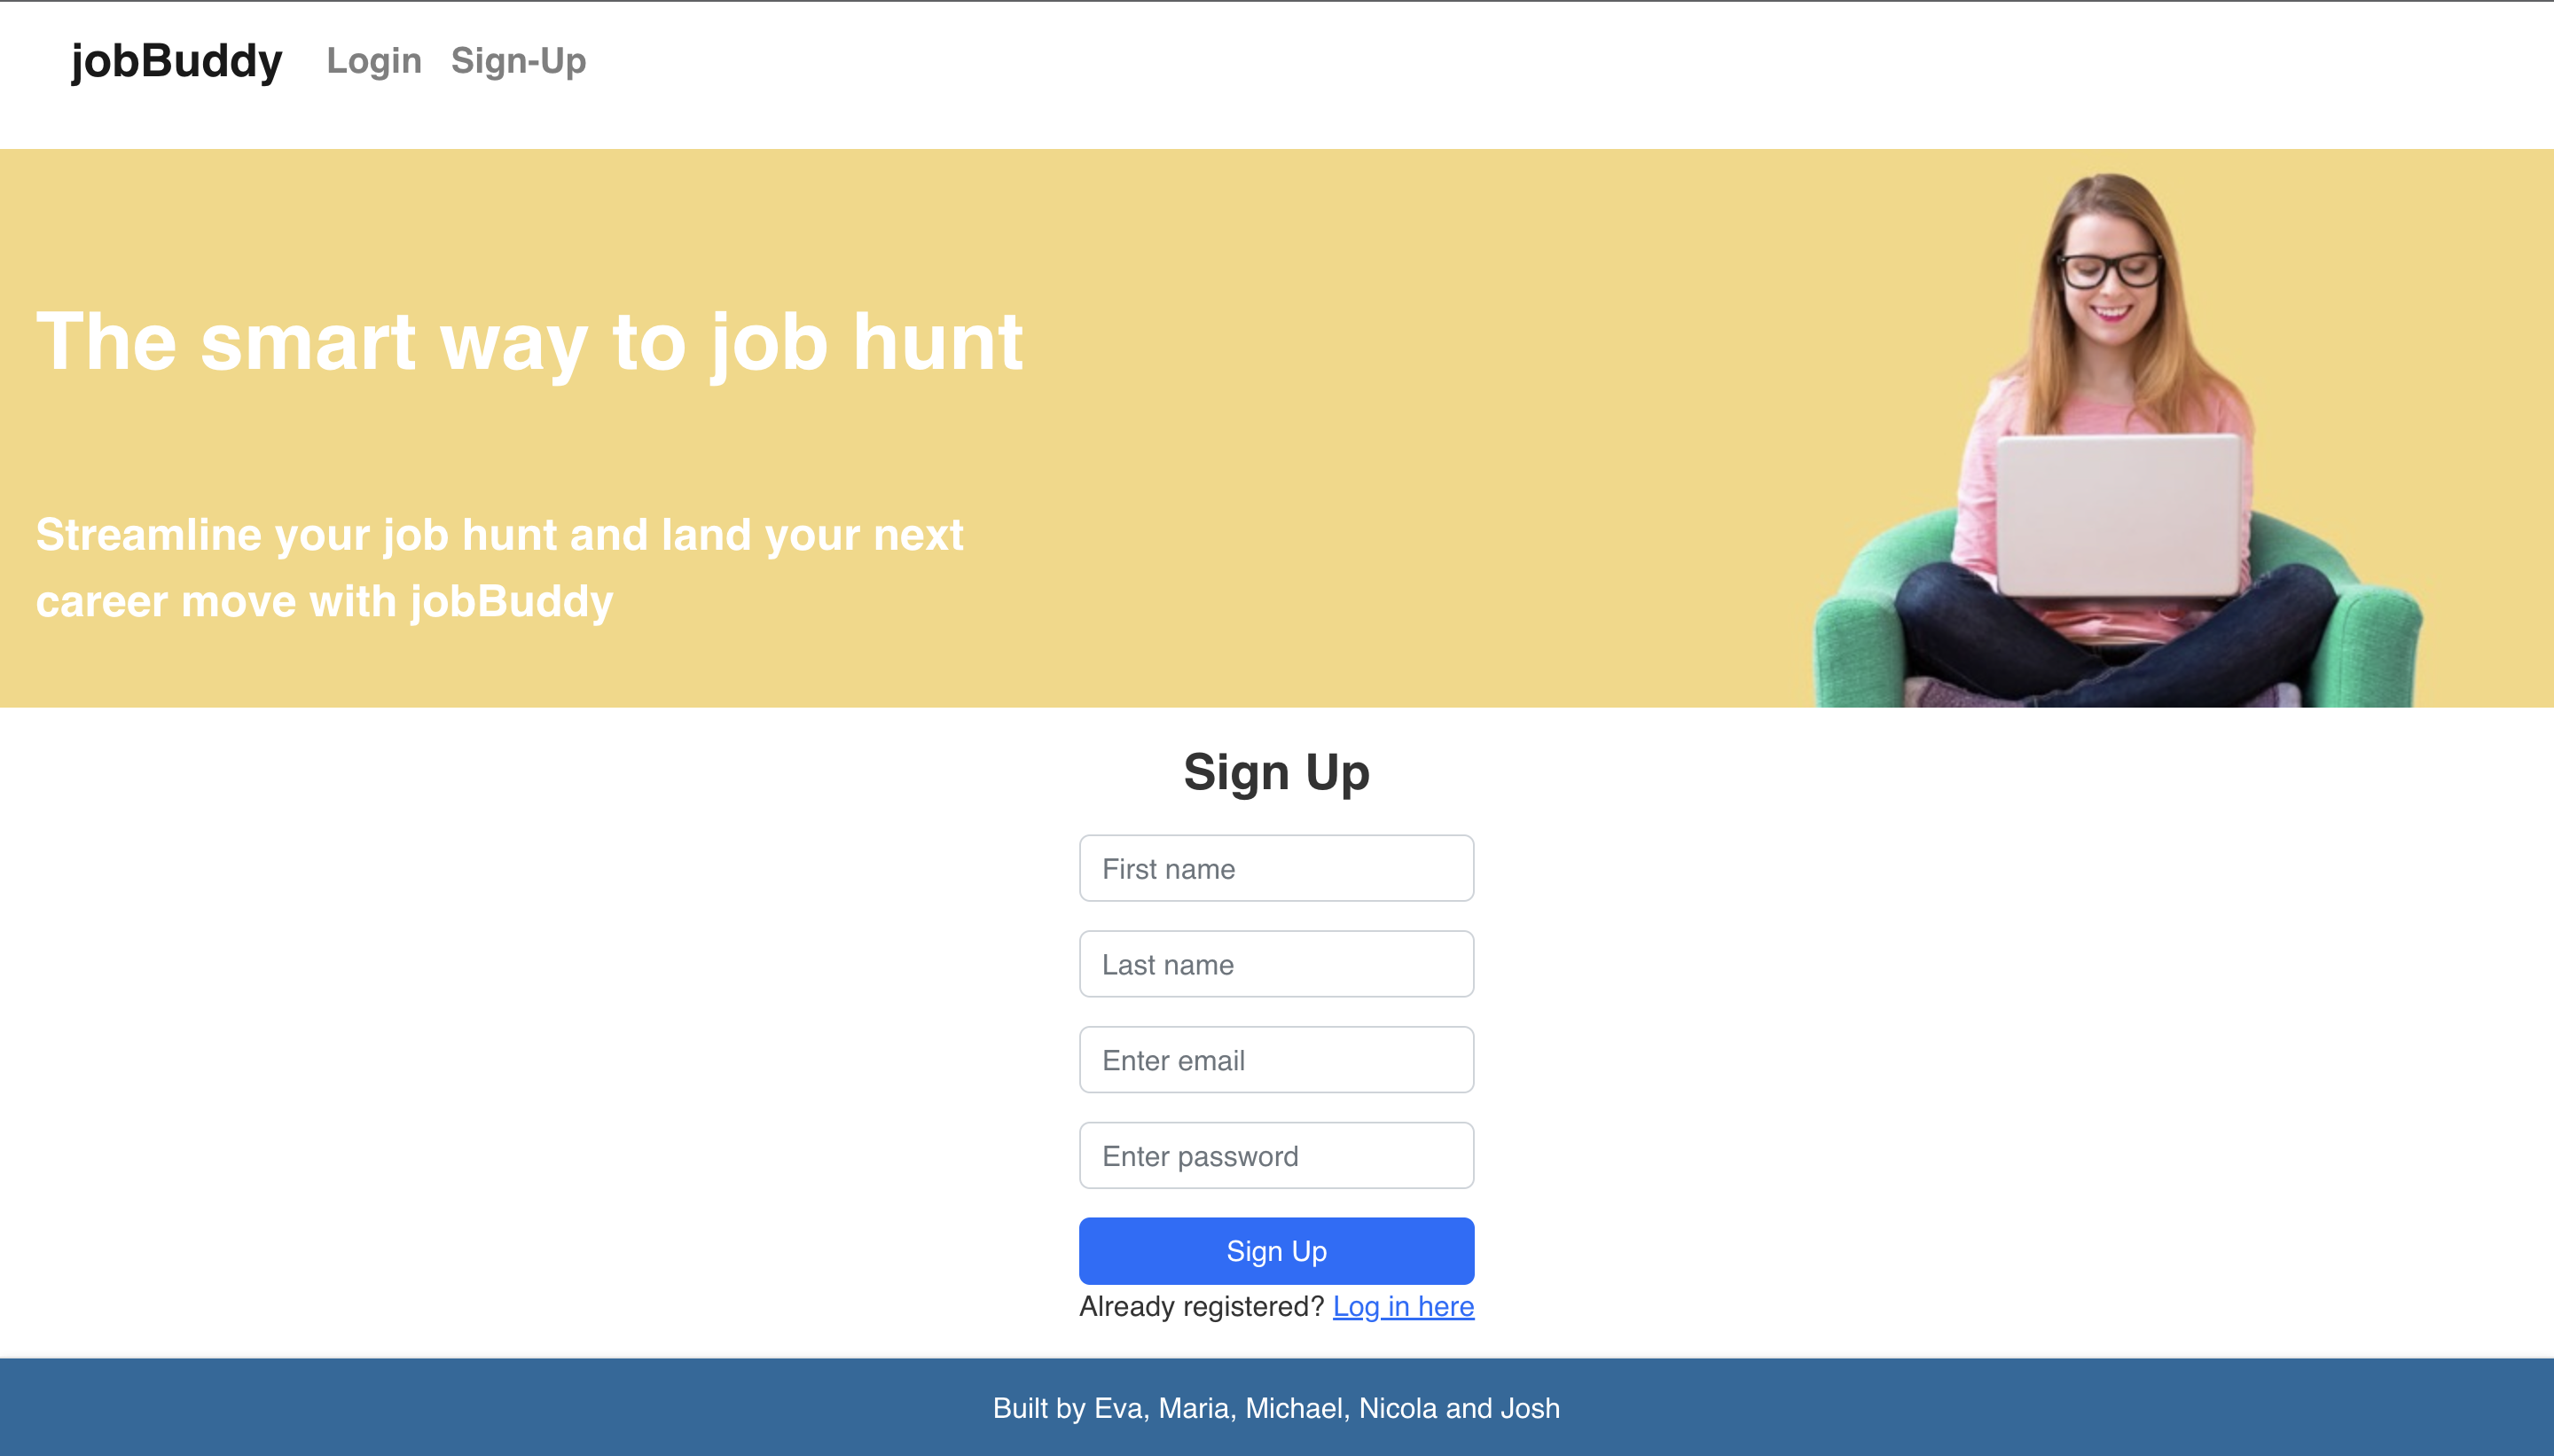 jobBuddy Login Sign-Up
The smart way to job hunt
Streamline your job hunt and land your next
career move with jobBuddy
Sign Up
First name
Last name
Enter email
Enter password
Sign Up
Already registered? Log in here
Built by Eva, Maria, Michael, Nicola and Josh